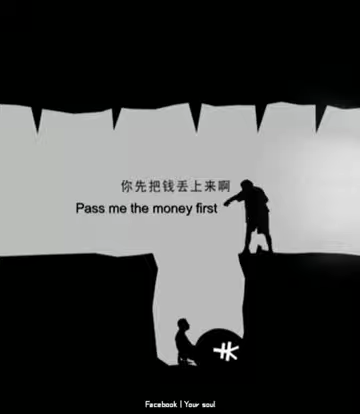 你先把钱丢上来啊
Pass me the money first
Facebook | Your soul